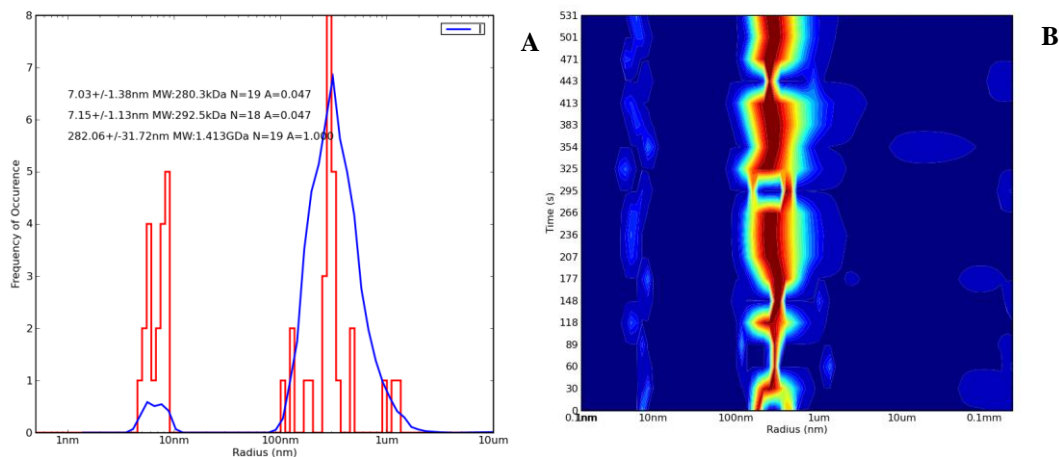 A
B
I
7.03+/-1.38nm MW:280.3kDa N=19 A=0.047
7.15+/-1.13nm MW:292.5kDa N=18 A=0.047
282.06+/-31.72nm MW:1.413GDa N=19 A=1.000
Frequency of Occurence
8
7
6
5
4
3
2
1
0
1nm
10nm
100nm
1um
10um
Radius (nm)
Time (s)
531
501
471
443
413
383
354
325
295
266
236
207
177
148
118
89
60
30
0
0.1nm
1nm
10nm
100nm
0.1mm
10um
0.1mm
Radius (nm)